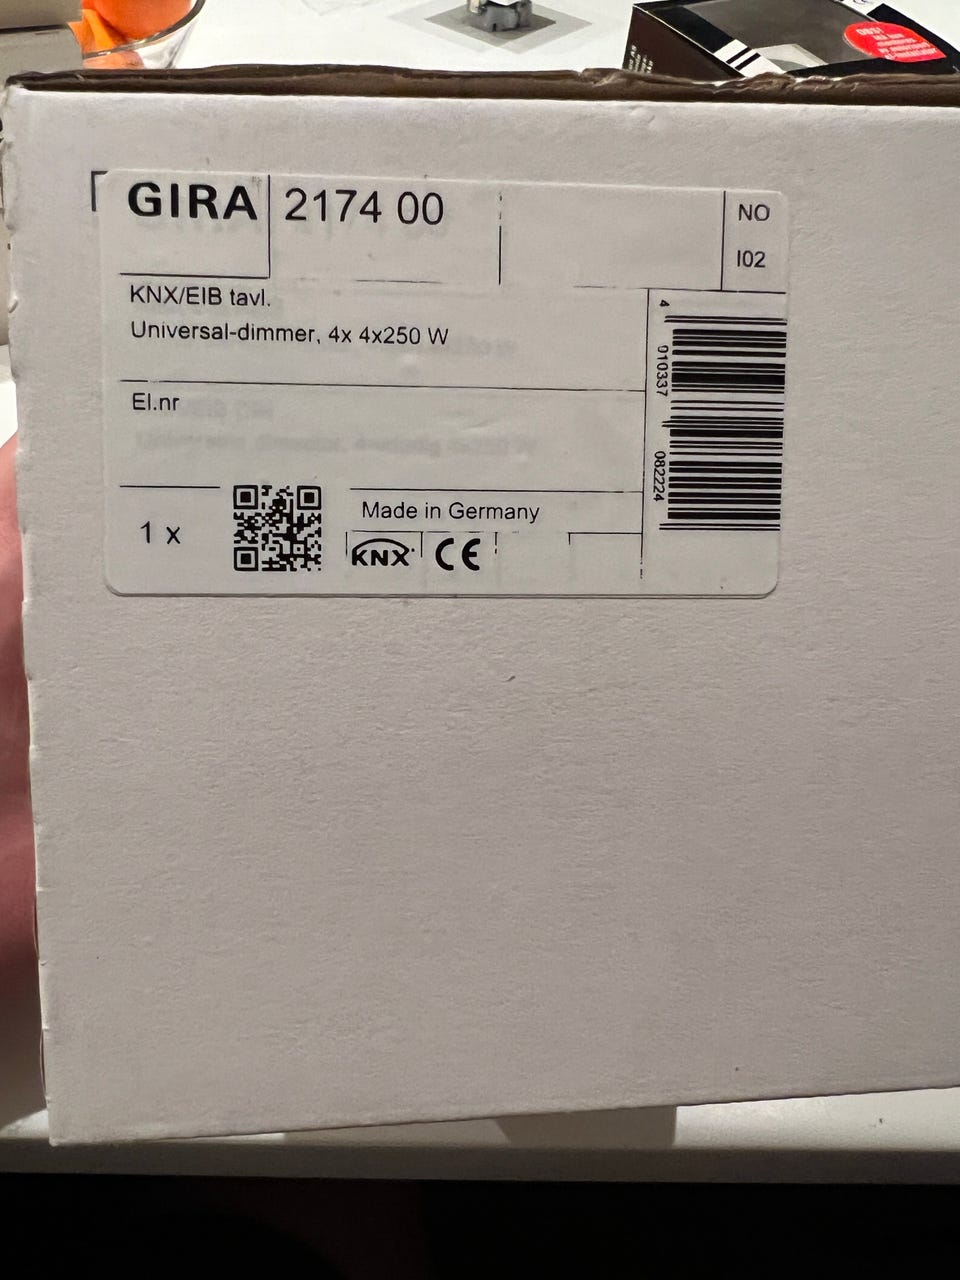 GIRA 2174 00
NO
I02
KNX/EIB tavl.
Universal-dimmer, 4x 4x250 W
El.nr
1 x
Made in Germany
KNX CE
4 010337 082224
OBS!